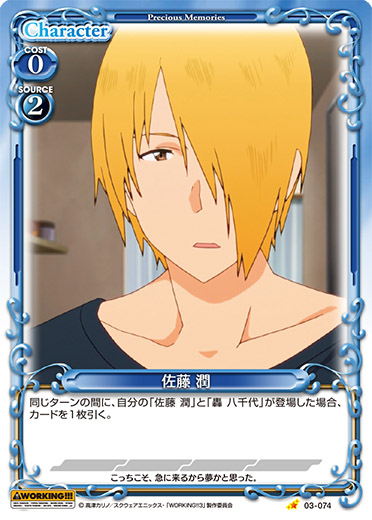 Precious Memories
Character
COST
0
SOURCE
2
佐藤 潤
同じターンの間に、自分の「佐藤 潤」と「轟 八千代」が登場した場合、
カードを1枚引く。
こっちこそ、急に来るから夢かと思った。
WORKING!!!
© 高津カリノ/スクウェアエニックス・「WORKING!!3」製作委員会
03-074